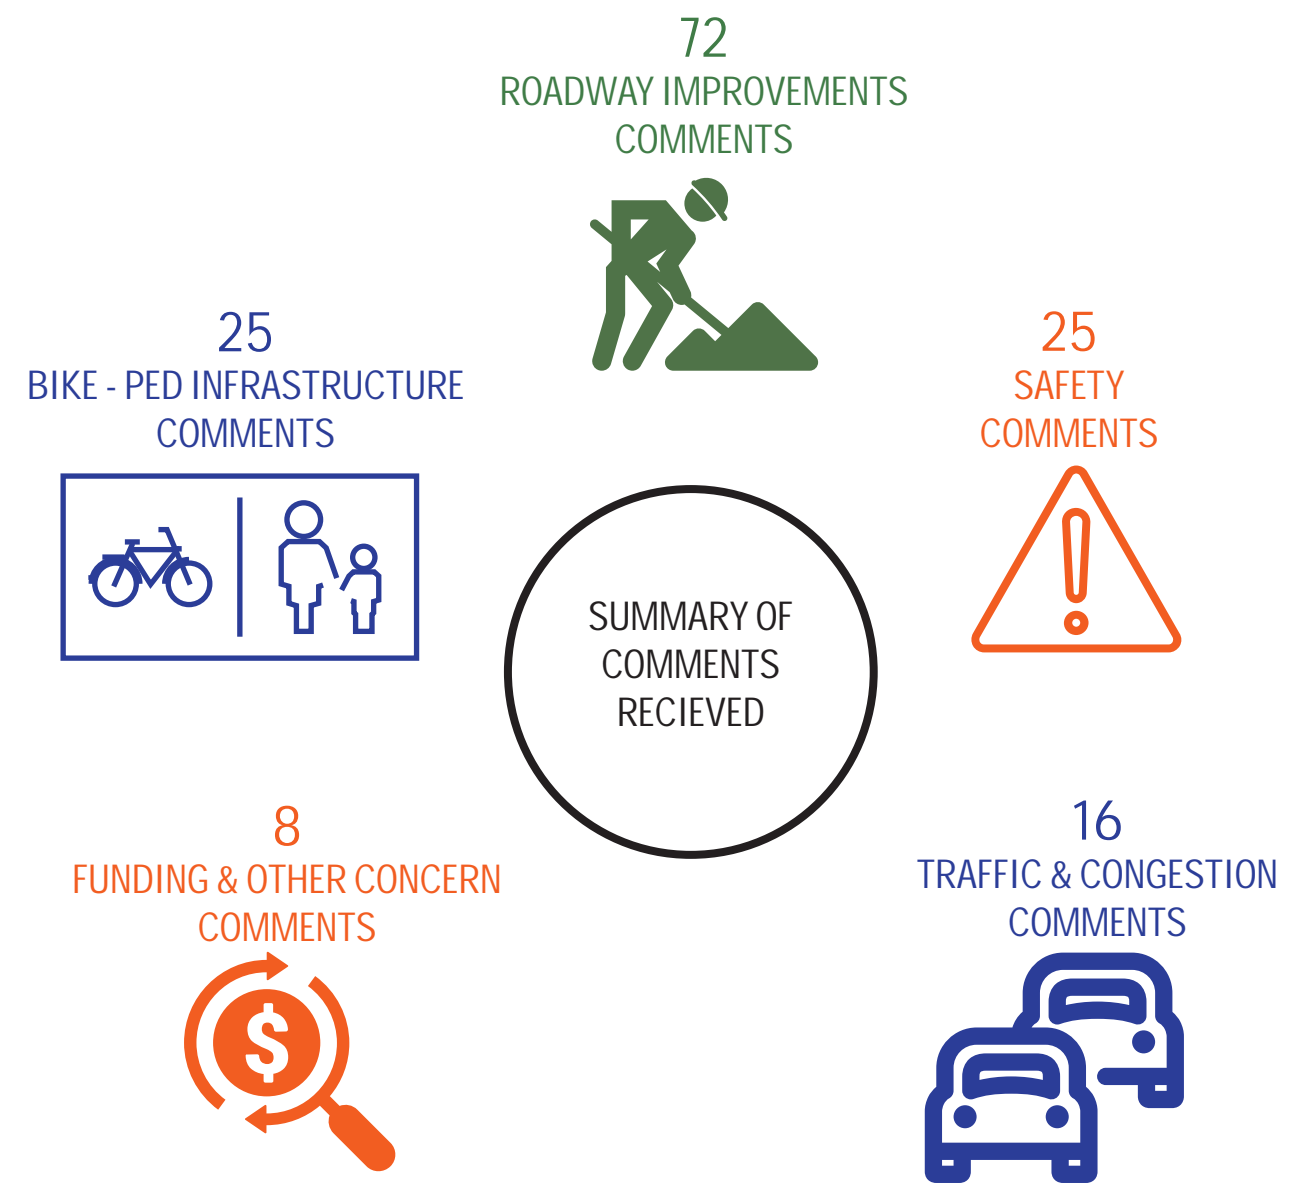 72
ROADWAY IMPROVEMENTS
COMMENTS
25
BIKE - PED INFRASTRUCTURE
COMMENTS
25
SAFETY
COMMENTS
SUMMARY OF
COMMENTS
RECIEVED
8
FUNDING & OTHER CONCERN
COMMENTS
$
16
TRAFFIC & CONGESTION
COMMENTS